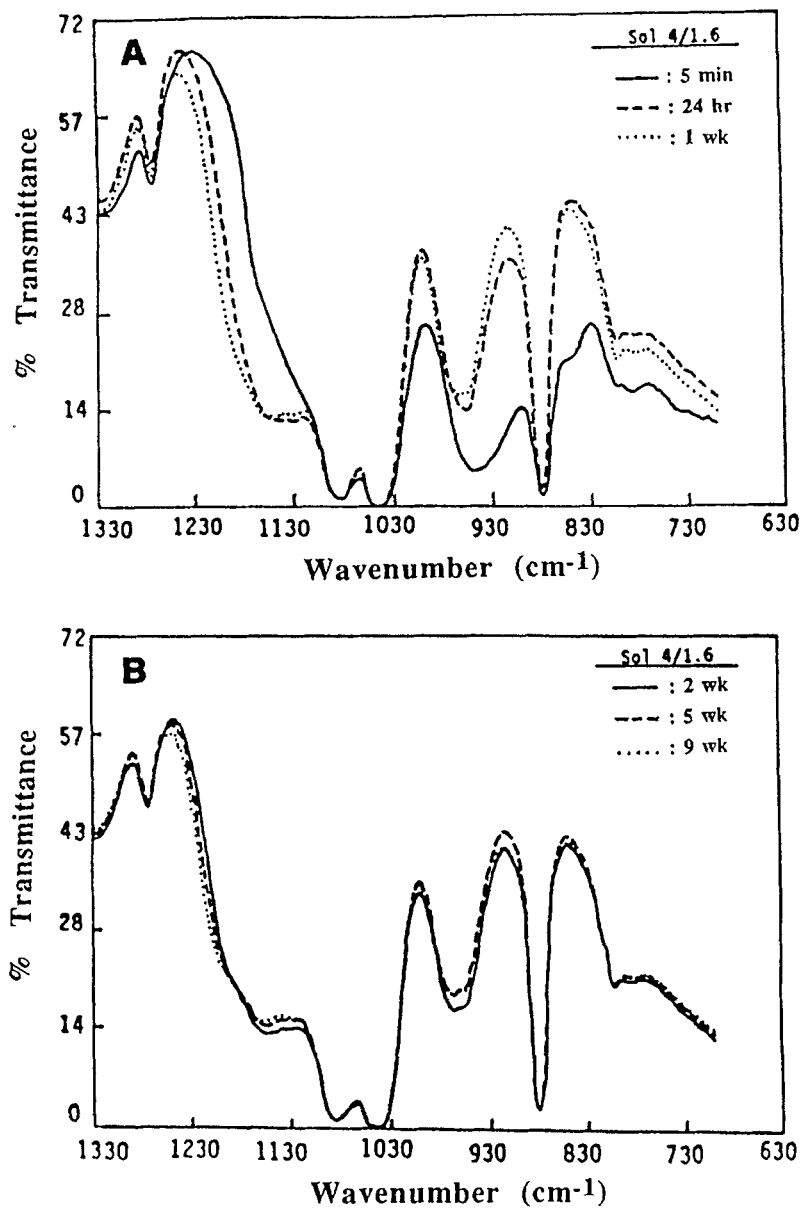 A
Sol 4/1.6
: 5 min
: 24 hr
: 1 wk
72
57
43
28
14
0
% Transmittance
1330 1230 1130 1030 930 830 730 630
Wavenumber (cm-1)
B
Sol 4/1.6
: 2 wk
: 5 wk
: 9 wk
72
57
43
28
14
0
% Transmittance
1330 1230 1130 1030 930 830 730 630
Wavenumber (cm-1)